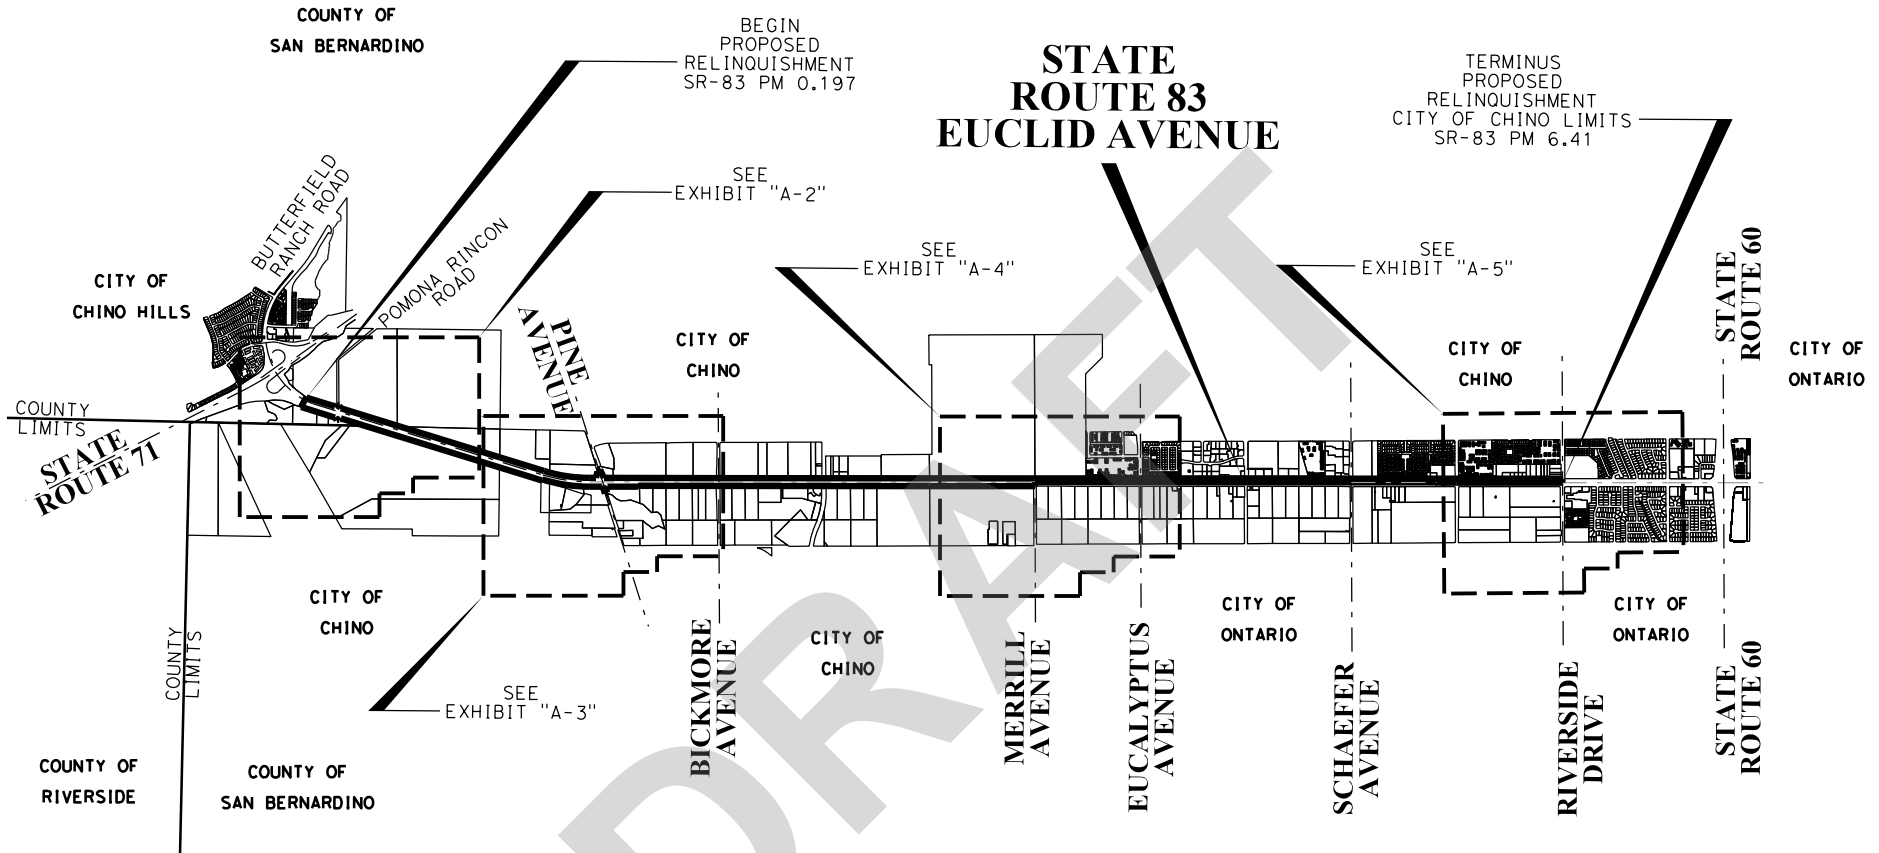 COUNTY OF
SAN BERNARDINO
BEGIN
PROPOSED
RELINQUISHMENT
SR-83 PM 0.197
STATE
ROUTE 83
EUCLID AVENUE
TERMINUS
PROPOSED
RELINQUISHMENT
CITY OF CHINO LIMITS
SR-83 PM 6.41
SEE
EXHIBIT "A-2"
BUTTERFIELD
RANCH ROAD
POMONA RINCON
ROAD
SEE
EXHIBIT "A-4"
SEE
EXHIBIT "A-5"
STATE
ROUTE 60
CITY OF
CHINO HILLS
PINE
AVENUE
CITY OF
CHINO
CITY OF
CHINO
CITY OF
ONTARIO
COUNTY
LIMITS
STATE
ROUTE 71
CITY OF
CHINO
COUNTY
LIMITS
SEE
EXHIBIT "A-3"
BICKMORE
AVENUE
CITY OF
CHINO
MERRILL
AVENUE
EUCALYPTUS
AVENUE
CITY OF
ONTARIO
SCHAEFER
AVENUE
RIVERSIDE
DRIVE
CITY OF
ONTARIO
STATE
ROUTE 60
COUNTY OF
RIVERSIDE
COUNTY OF
SAN BERNARDINO
DRAFT